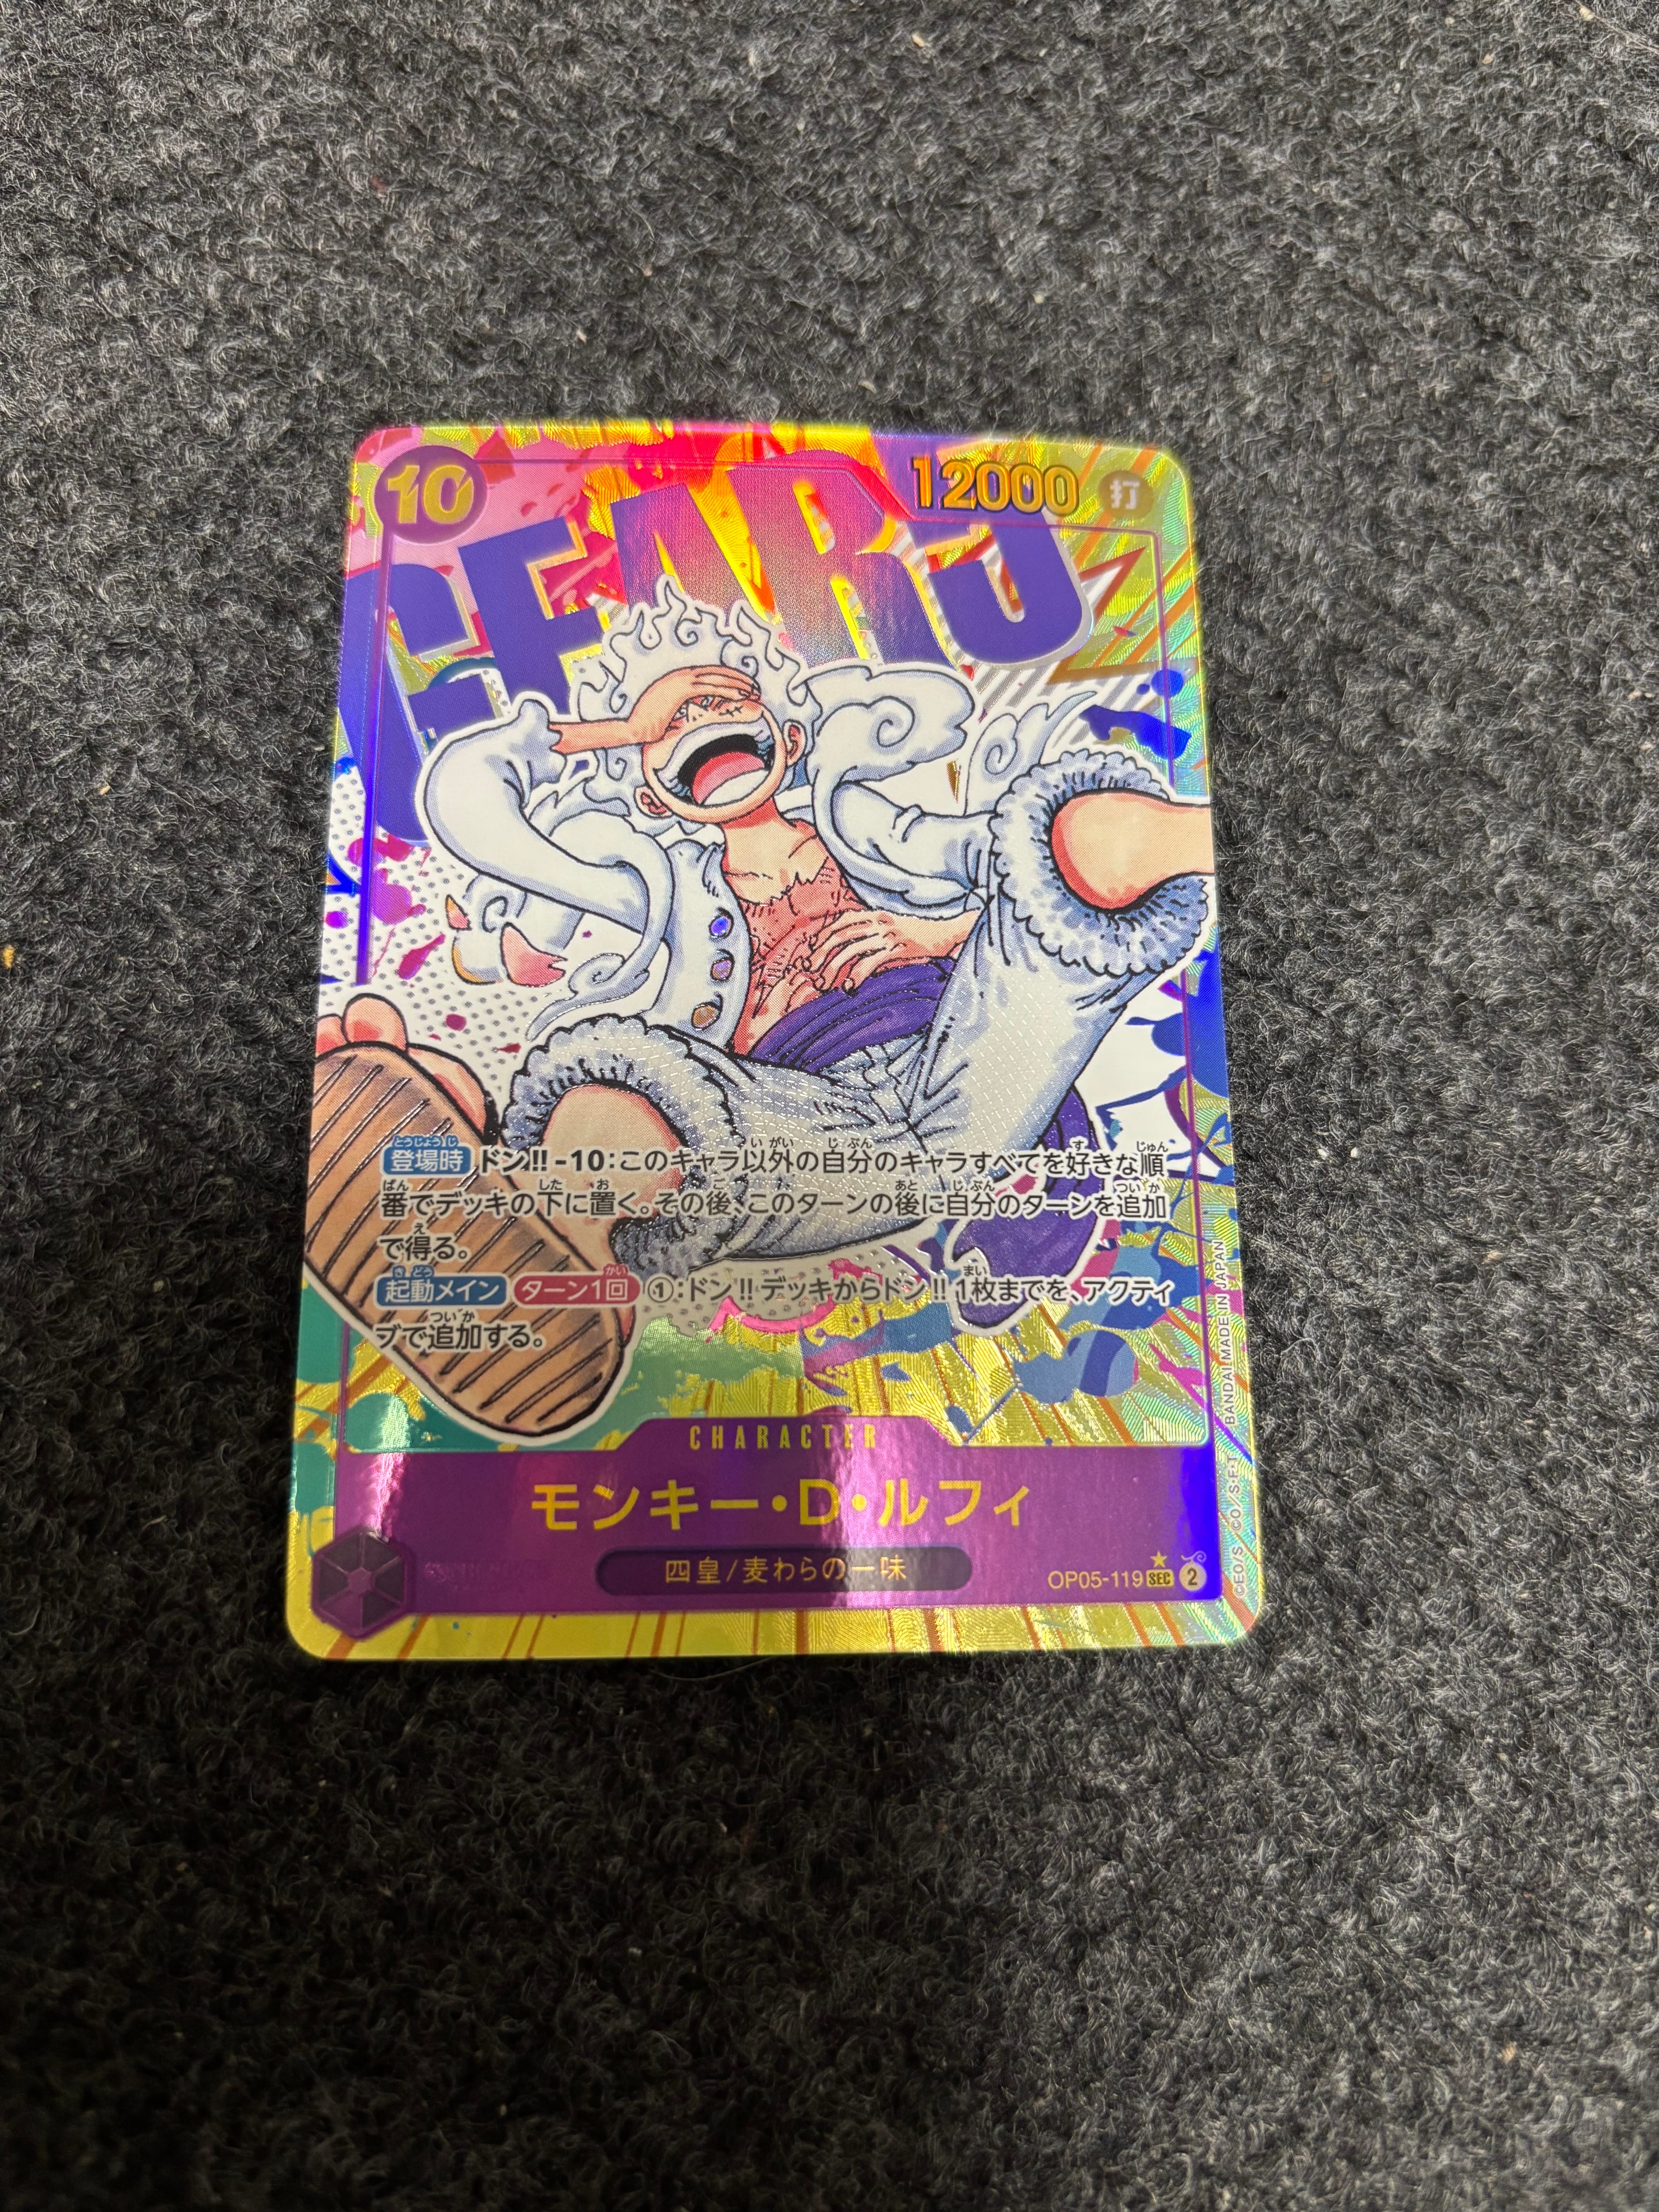 10
12000 打
GEAR5
登場時 ドン!!-10：このキャラ以外の自分のキャラすべてを好きな順
番でデッキの下に置く。その後、このターンの後に自分のターンを追加
で得る。
起動メイン ターン1回 ①：ドン!!デッキからドン!!1枚までを、アクティ
ブで追加する。
CHARACTER
モンキー・D・ルフィ
四皇/麦わらの一味
OP05-119 SEC 2
©EO/S ©O/S・F・T BANDAI MADE IN JAPAN